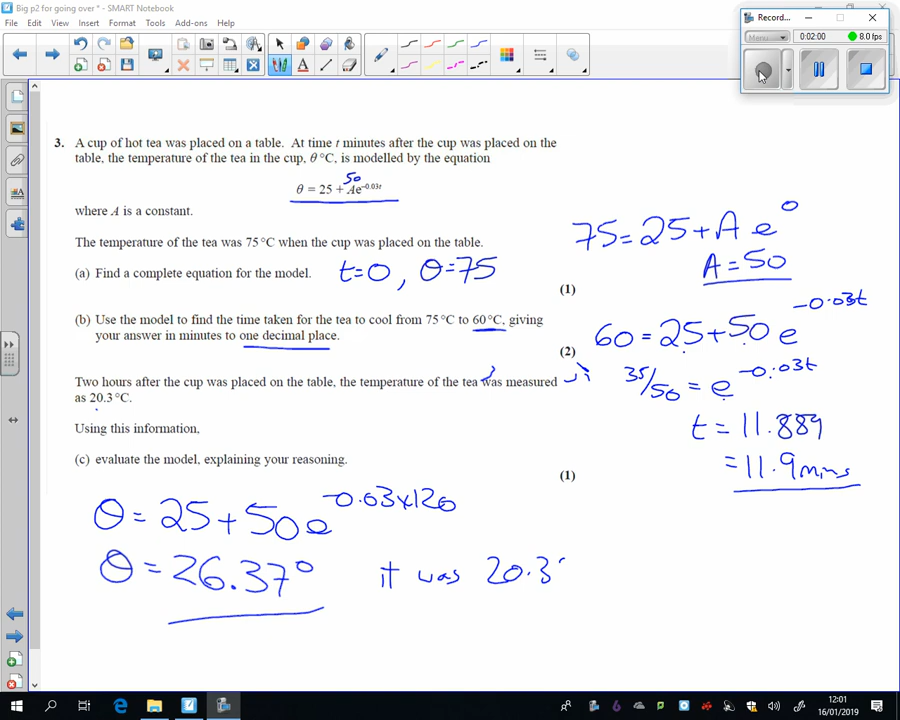 Big p2 for going over * - SMART Notebook
File Edit View Insert Format Tools Add-ons Help
Record...
Menu
0:02:00 8.0 fps
3. A cup of hot tea was placed on a table. At time t minutes after the cup was placed on the
table, the temperature of the tea in the cup, θ °C, is modelled by the equation
50
θ = 25 + Ae^−0.03t
where A is a constant.
The temperature of the tea was 75 °C when the cup was placed on the table.
(a) Find a complete equation for the model. t=0, θ=75
(1)
75=25+Ae^0
A=50
(b) Use the model to find the time taken for the tea to cool from 75 °C to 60 °C, giving
your answer in minutes to one decimal place.
(2)
60=25+50e^-0.03t
35/50 = e^-0.03t
t = 11.889
= 11.9mins
Two hours after the cup was placed on the table, the temperature of the tea was measured
as 20.3 °C.
Using this information,
(c) evaluate the model, explaining your reasoning.
(1)
θ = 25+50e^-0.03×120
θ = 26.37° it was 20.3°
12:01
16/01/2019